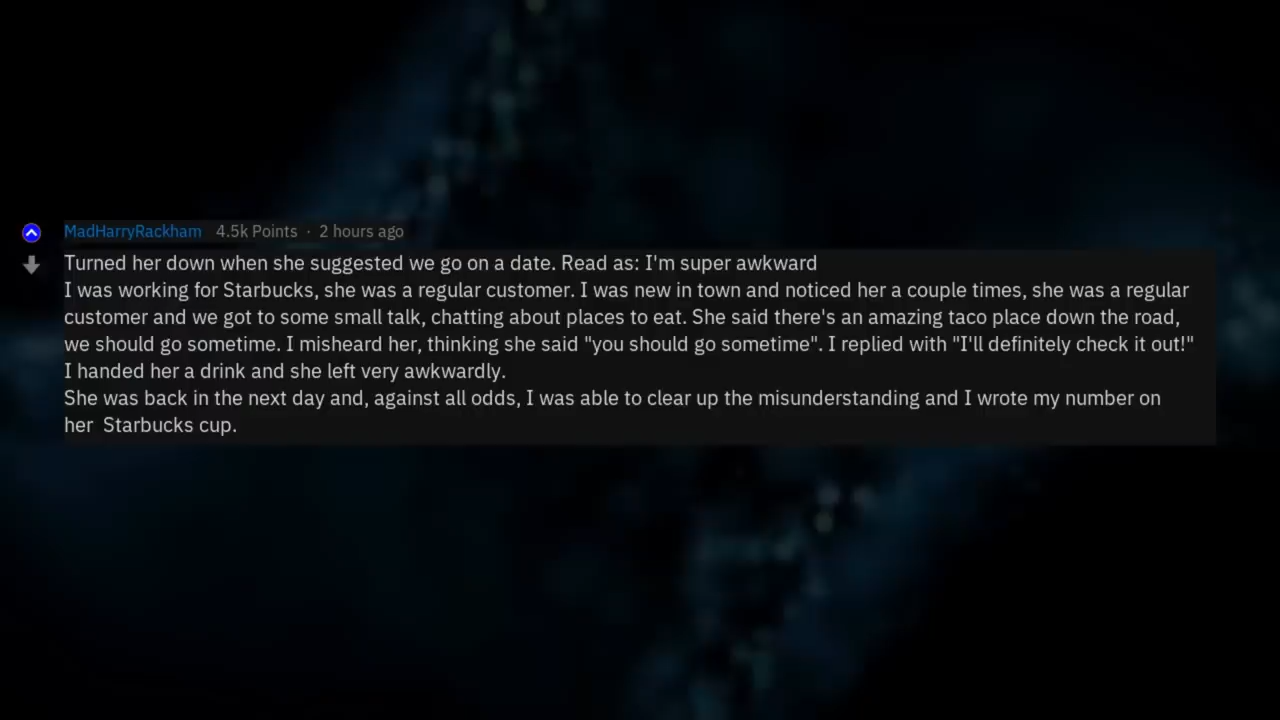 MadHarryRackham 4.5k Points · 2 hours ago
Turned her down when she suggested we go on a date. Read as: I'm super awkward
I was working for Starbucks, she was a regular customer. I was new in town and noticed her a couple times, she was a regular
customer and we got to some small talk, chatting about places to eat. She said there's an amazing taco place down the road,
we should go sometime. I misheard her, thinking she said "you should go sometime". I replied with "I'll definitely check it out!"
I handed her a drink and she left very awkwardly.
She was back in the next day and, against all odds, I was able to clear up the misunderstanding and I wrote my number on
her  Starbucks cup.